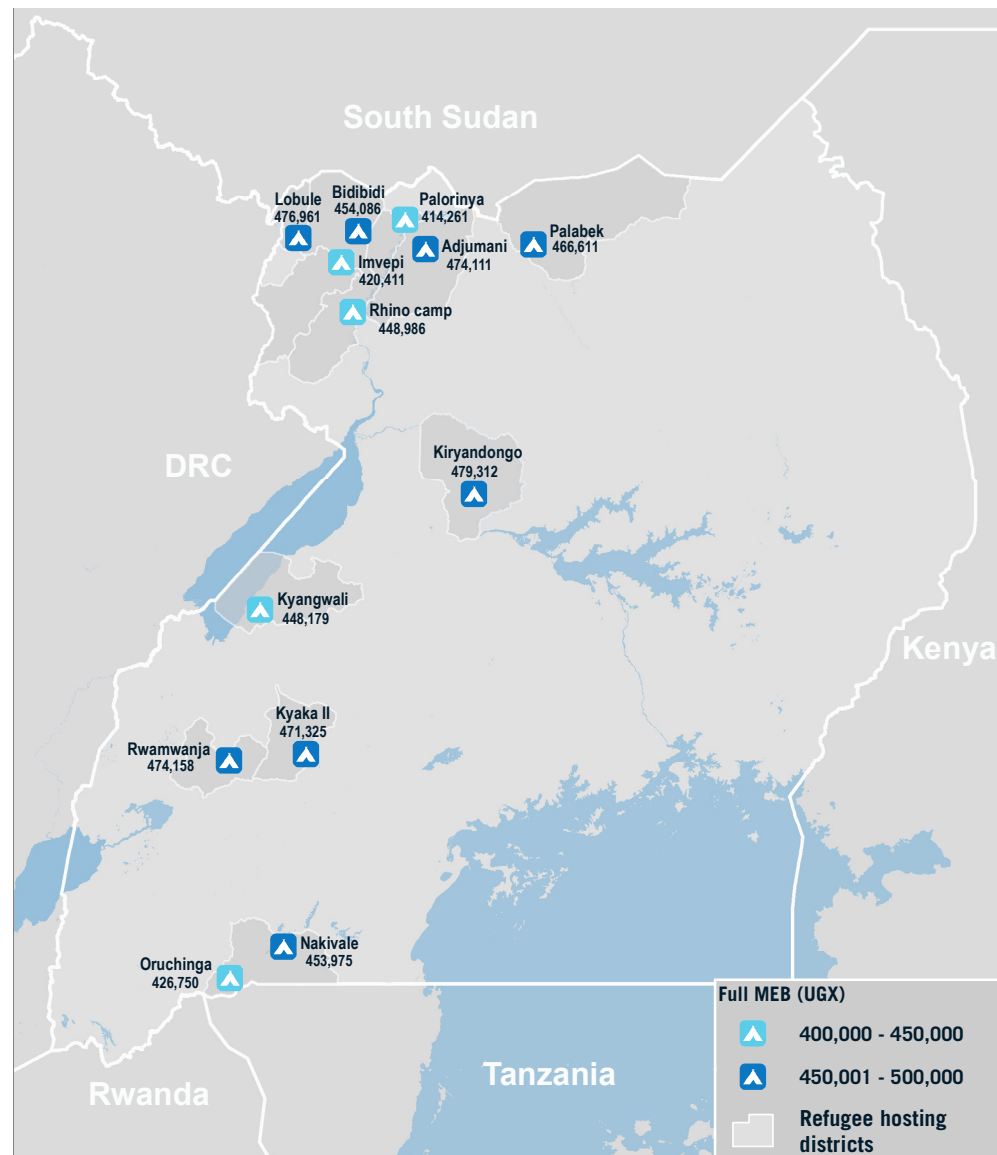 South Sudan
Lobule
476,961
Bidibidi
454,086
Palorinya
414,261
Adjumani
474,111
Palabek
466,611
Imvepi
420,411
Rhino camp
448,986
DRC
Kiryandongo
479,312
Kyangwali
448,179
Kenya
Kyaka II
471,325
Rwamwanja
474,158
Nakivale
453,975
Oruchinga
426,750
Rwanda
Tanzania
Full MEB (UGX)
400,000 - 450,000
450,001 - 500,000
Refugee hosting
districts